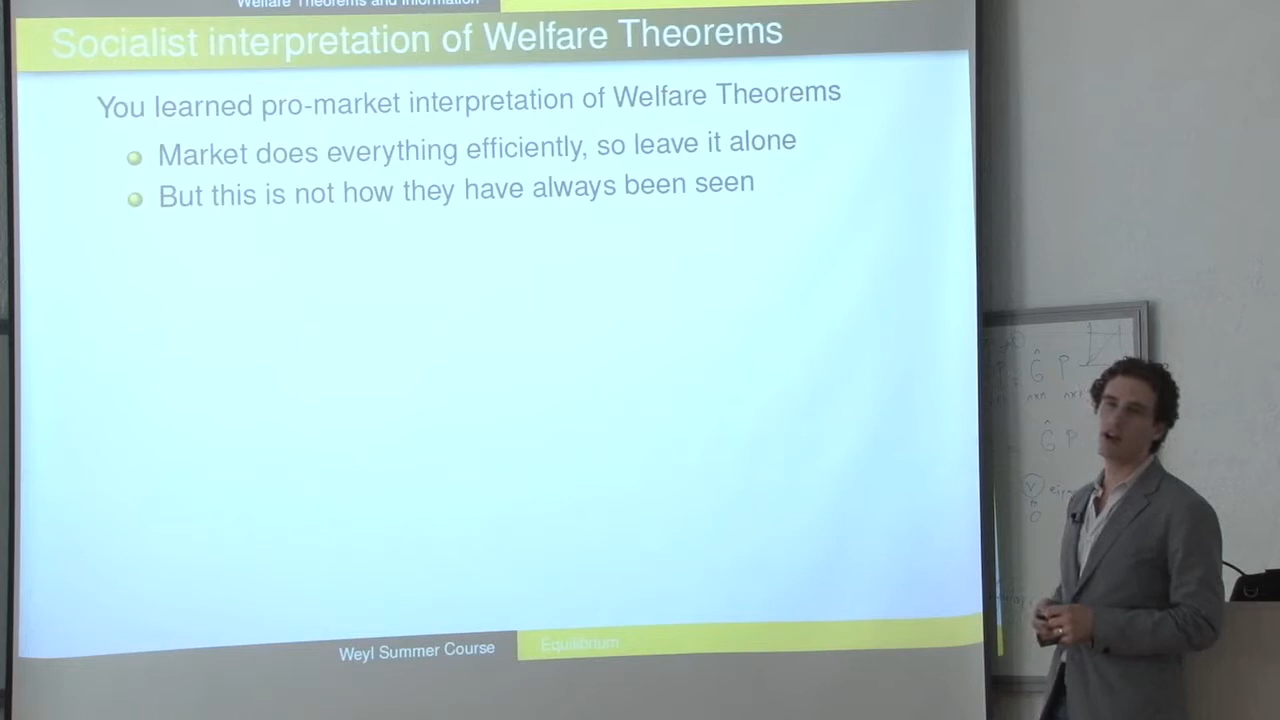 Welfare Theorems and Information
Socialist interpretation of Welfare Theorems
You learned pro-market interpretation of Welfare Theorems
Market does everything efficiently, so leave it alone
But this is not how they have always been seen
Weyl Summer Course
Equilibrium
Ĝ P
Ĝ P